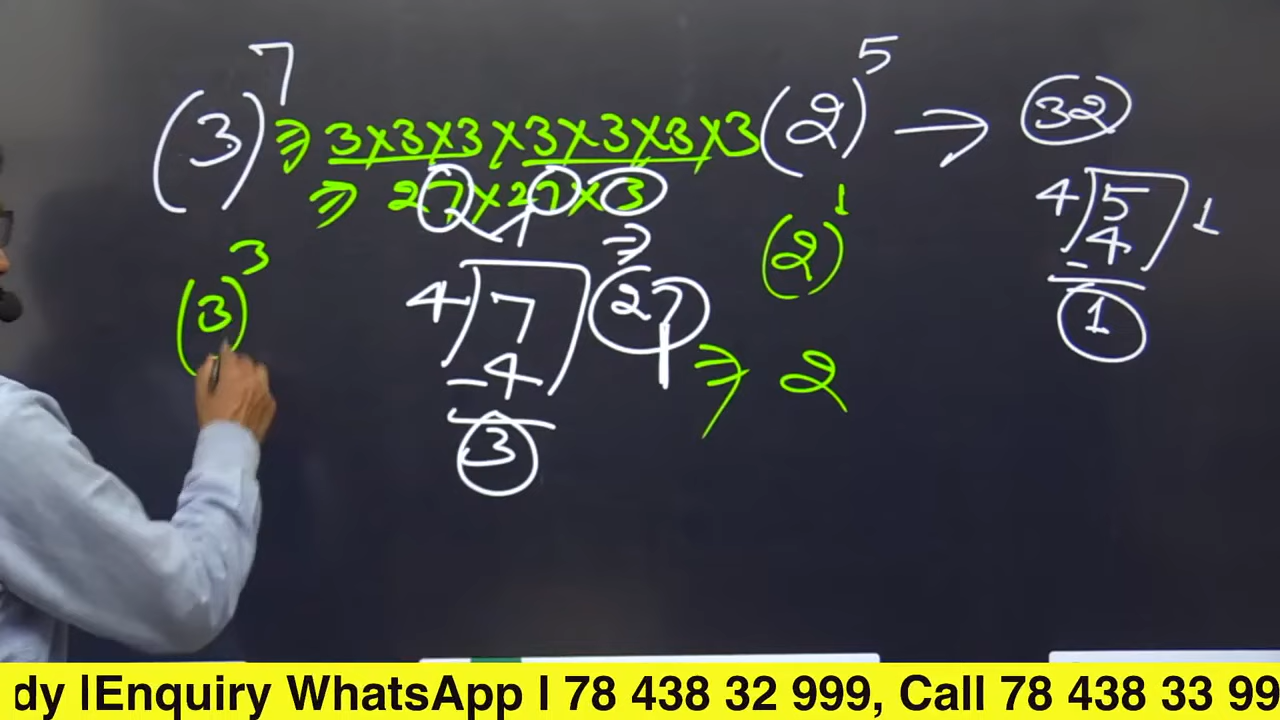 (3)^7 ⇒ 3×3×3×3×3×3×3
⇒ 27×27×3
(3)^3
⇒
27
4 7
-4
3
(2)^5 → 32
(2)^1
⇒ 2
4 5 1
-4
1
dy |Enquiry WhatsApp | 78 438 32 999, Call 78 438 33 99